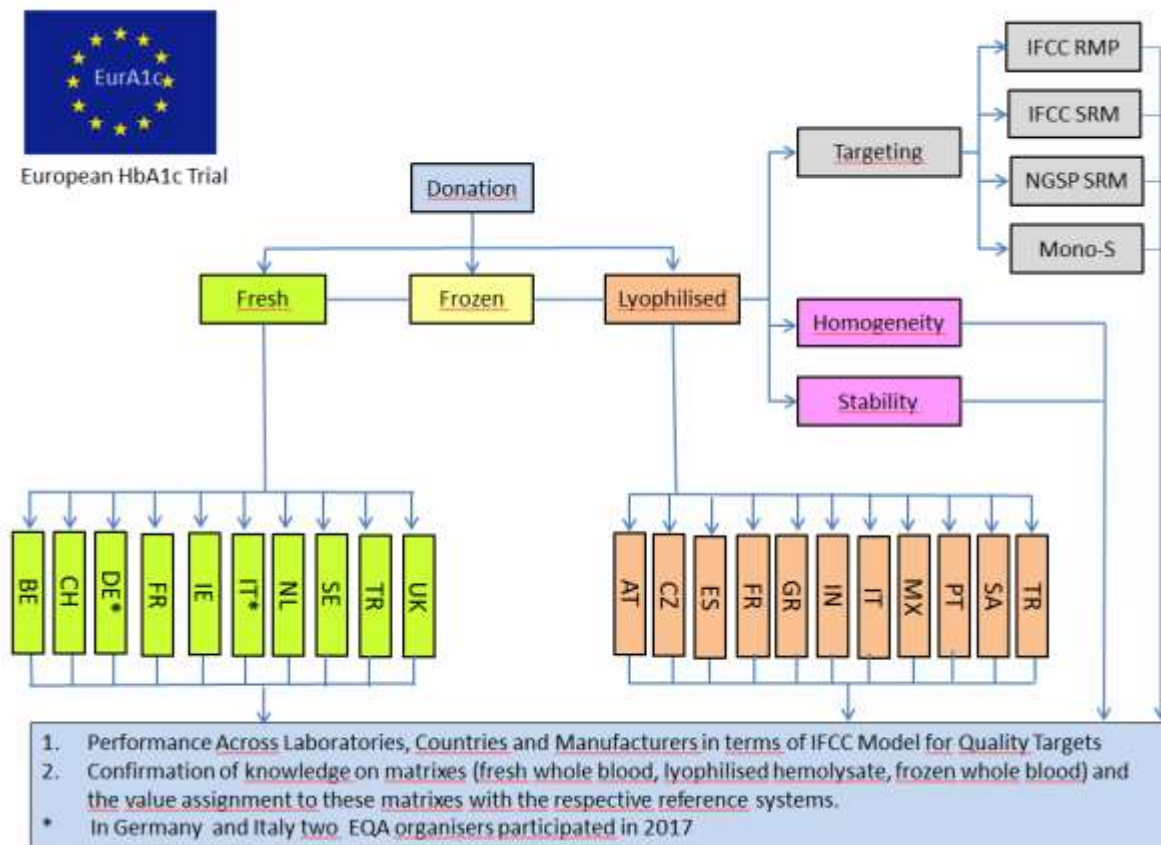 EurA1c
European HbA1c Trial
IFCC RMP
IFCC SRM
Targeting
NGSP SRM
Donation
Mono-S
Fresh
Frozen
Lyophilised
Homogeneity
Stability
BE
CH
DE*
FR
IE
IT*
NL
SE
TR
UK
AT
CZ
ES
FR
GR
IN
IT
MX
PT
SA
TR
1. Performance Across Laboratories, Countries and Manufacturers in terms of IFCC Model for Quality Targets
2. Confirmation of knowledge on matrixes (fresh whole blood, lyophilised hemolysate, frozen whole blood) and
the value assignment to these matrixes with the respective reference systems.
* In Germany and Italy two EQA organisers participated in 2017